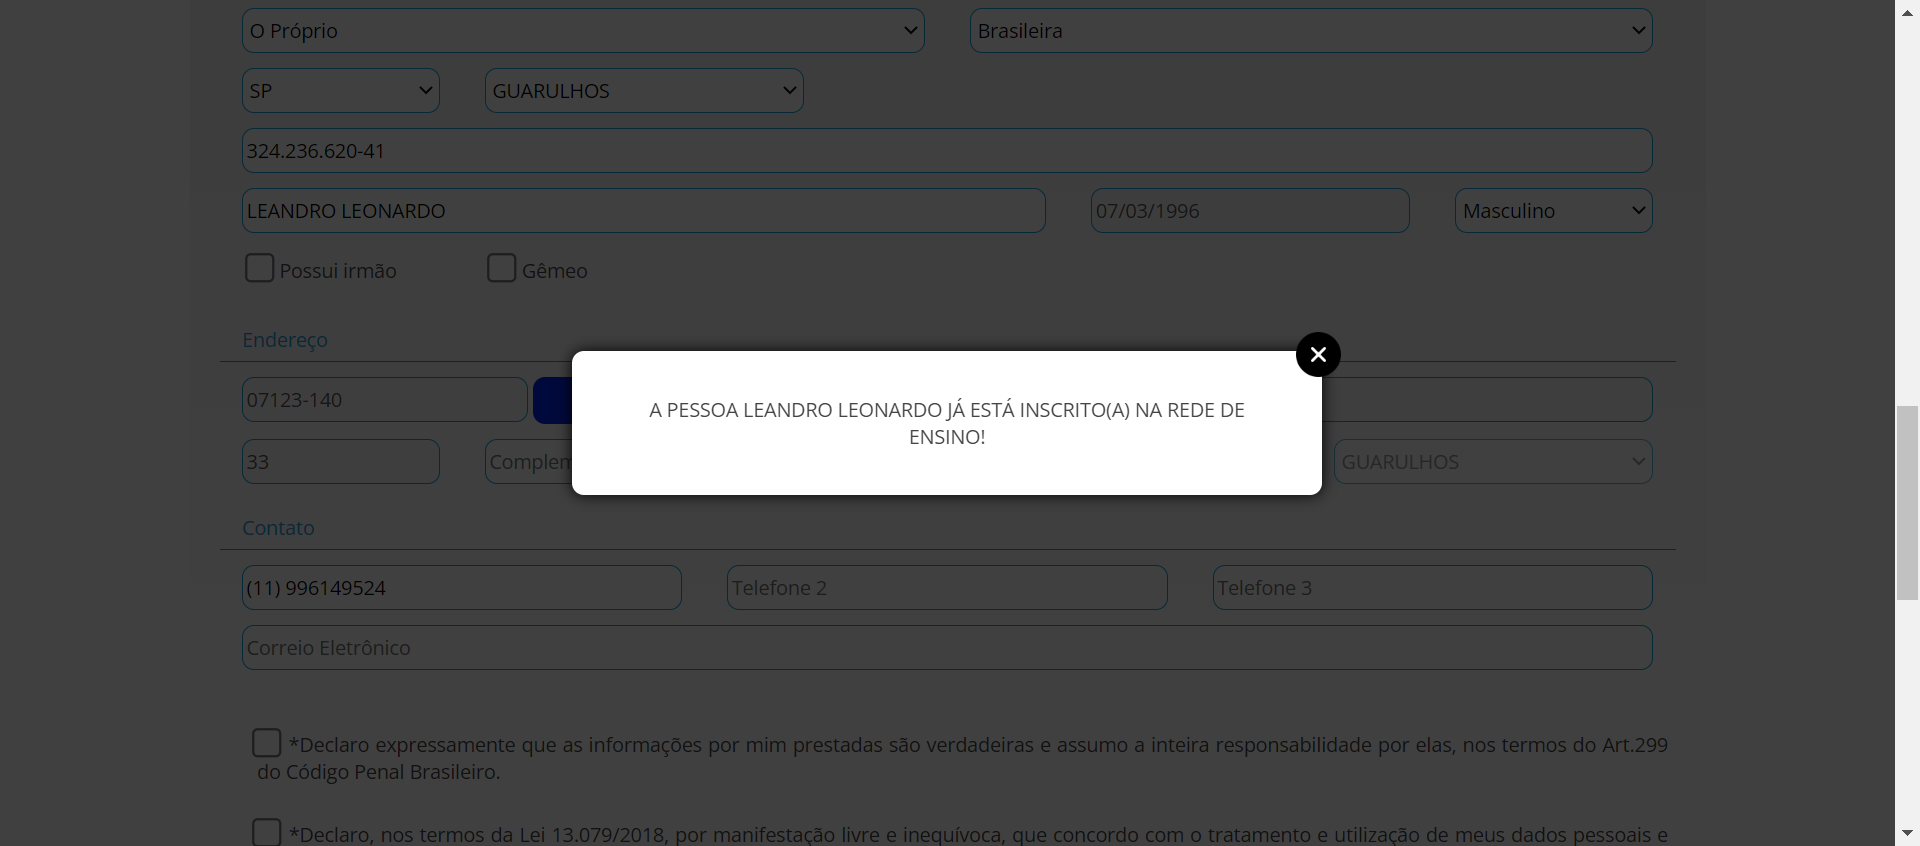 O Próprio
Brasileira
SP
GUARULHOS
324.236.620-41
LEANDRO LEONARDO
07/03/1996
Masculino
Possui irmão
Gêmeo
Endereço
07123-140
A PESSOA LEANDRO LEONARDO JÁ ESTÁ INSCRITO(A) NA REDE DE
ENSINO!
33
Complem
GUARULHOS
Contato
(11) 996149524
Telefone 2
Telefone 3
Correio Eletrônico
*Declaro expressamente que as informações por mim prestadas são verdadeiras e assumo a inteira responsabilidade por elas, nos termos do Art.299
do Código Penal Brasileiro.
*Declaro, nos termos da Lei 13.079/2018, por manifestação livre e inequívoca, que concordo com o tratamento e utilização de meus dados pessoais e